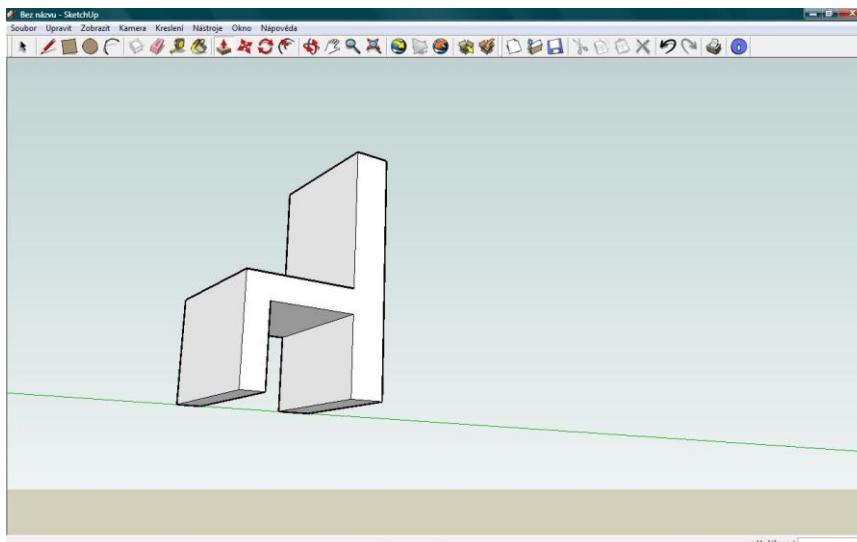 Bez názvu - SketchUp
Soubor Upravit Zobrazit Kamera Kreslení Nástroje Okno Nápověda